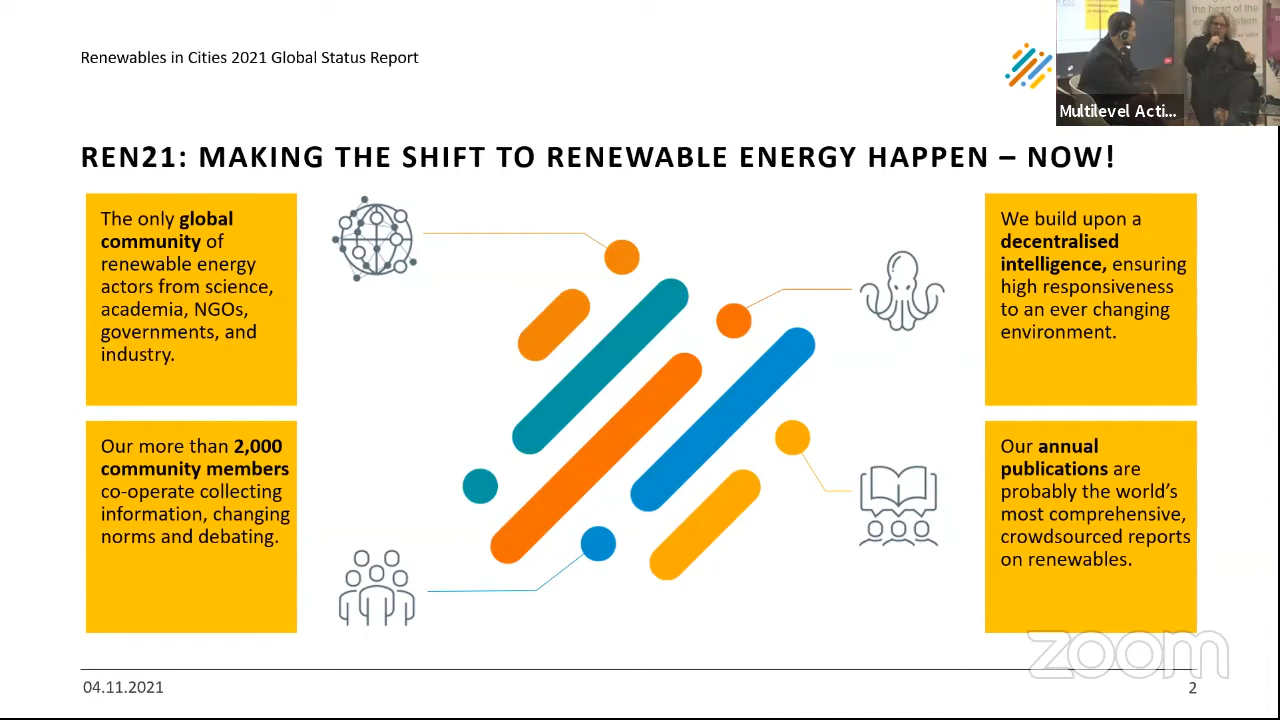 Renewables in Cities 2021 Global Status Report
the head of the
Multilevel Acti...
REN21: MAKING THE SHIFT TO RENEWABLE ENERGY HAPPEN – NOW!
The only global
community of
renewable energy
actors from science,
academia, NGOs,
governments, and
industry.
We build upon a
decentralised
intelligence, ensuring
high responsiveness
to an ever changing
environment.
Our more than 2,000
community members
co-operate collecting
information, changing
norms and debating.
Our annual
publications are
probably the world's
most comprehensive,
crowdsourced reports
on renewables.
zoom
04.11.2021
2